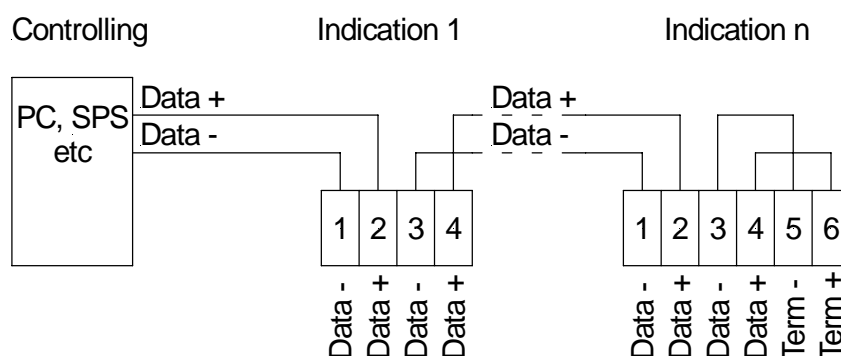 Controlling Indication 1 Indication n
PC, SPS
etc
Data +
Data -
Data +
Data -
1 2 3 4
1 2 3 4 5 6
Data -
Data +
Data -
Data +
Data -
Data +
Data -
Data +
Term -
Term +